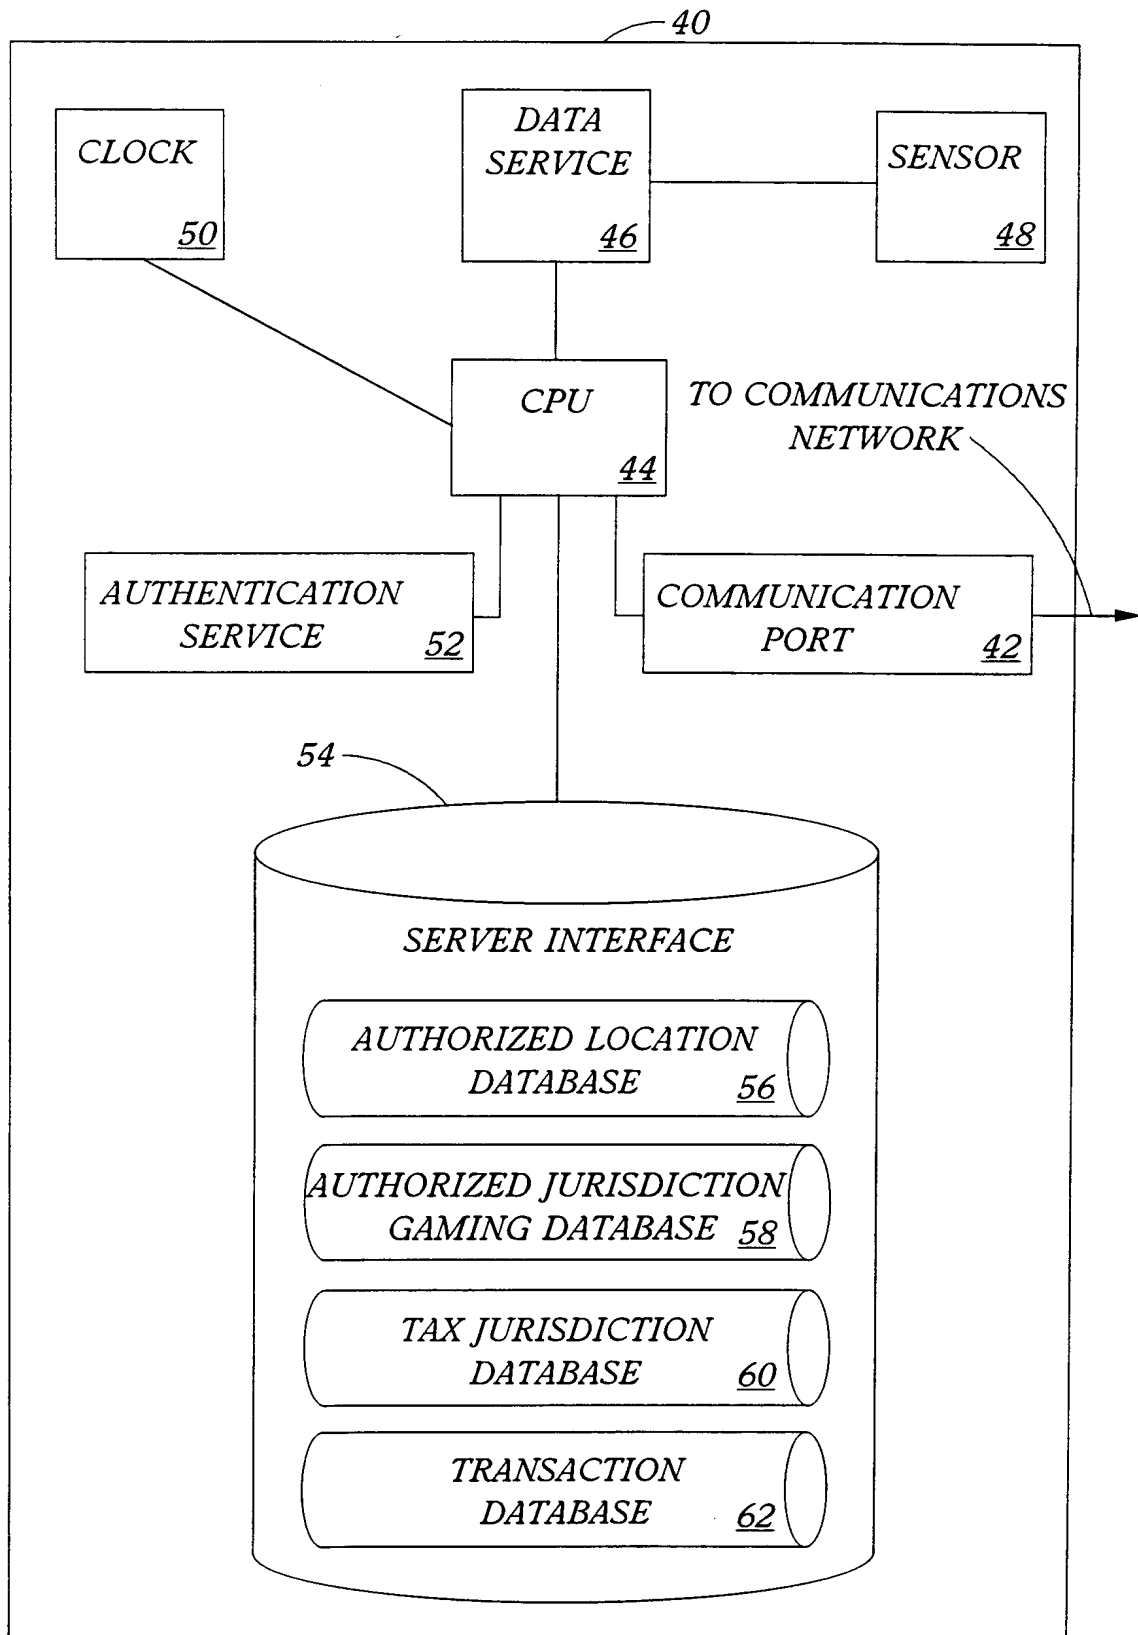 40
CLOCK
50
DATA
SERVICE
46
SENSOR
48
CPU
44
TO COMMUNICATIONS
NETWORK
AUTHENTICATION
SERVICE
52
COMMUNICATION
PORT
42
54
SERVER INTERFACE
AUTHORIZED LOCATION
DATABASE
56
AUTHORIZED JURISDICTION
GAMING DATABASE
58
TAX JURISDICTION
DATABASE
60
TRANSACTION
DATABASE
62